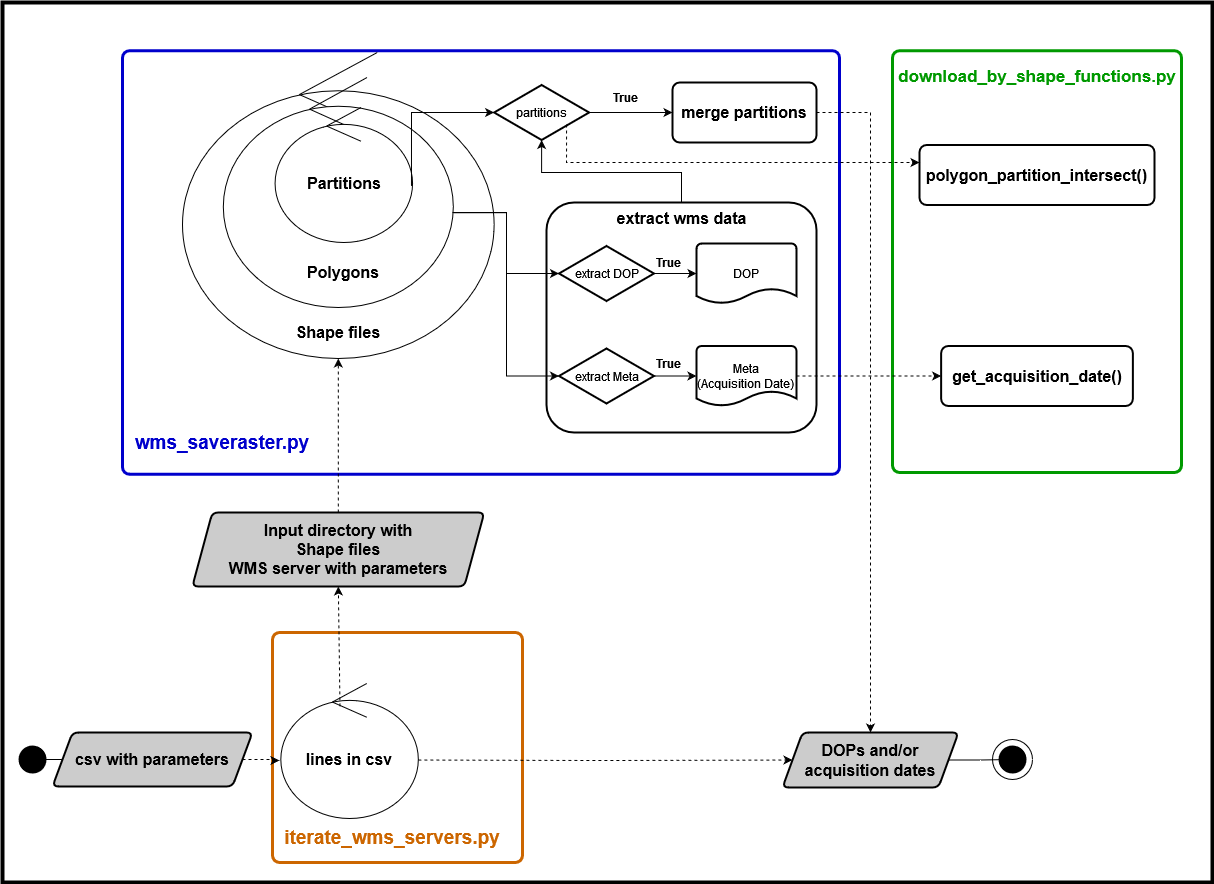 download_by_shape_functions.py
True
partitions
merge partitions
polygon_partition_intersect()
Partitions
extract wms data
Polygons
extract DOP
True
DOP
Shape files
extract Meta
True
Meta
(Acquisition Date)
get_acquisition_date()
wms_saveraster.py
Input directory with
Shape files
WMS server with parameters
csv with parameters
lines in csv
DOPs and/or
acquisition dates
iterate_wms_servers.py